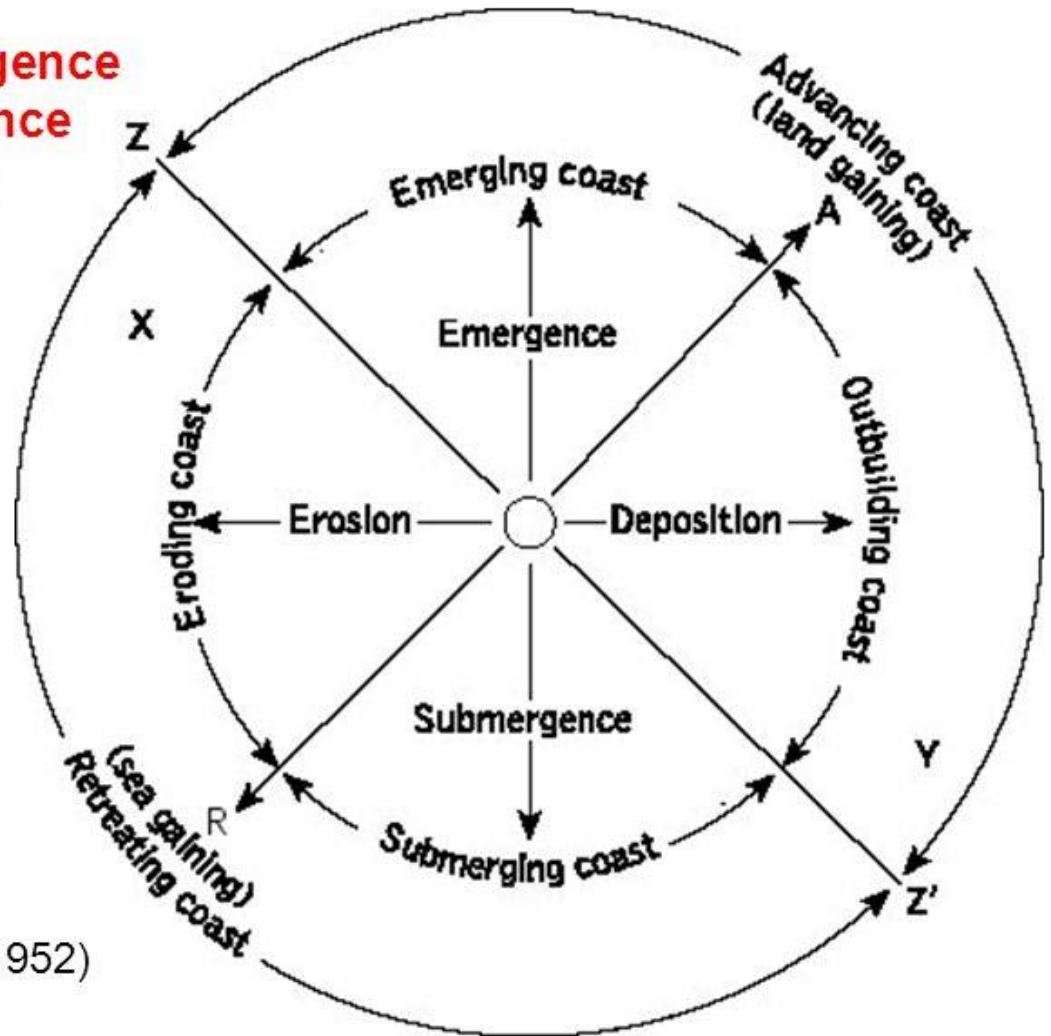 gence
nce
Z
Advancing coast
(land gaining)
A
Emerging coast
X
Emergence
Outbuilding coast
Eroding coast
Erosion
Deposition
Submergence
Y
R
(sea gaining)
Retreating coast
Submerging coast
Z'
952)